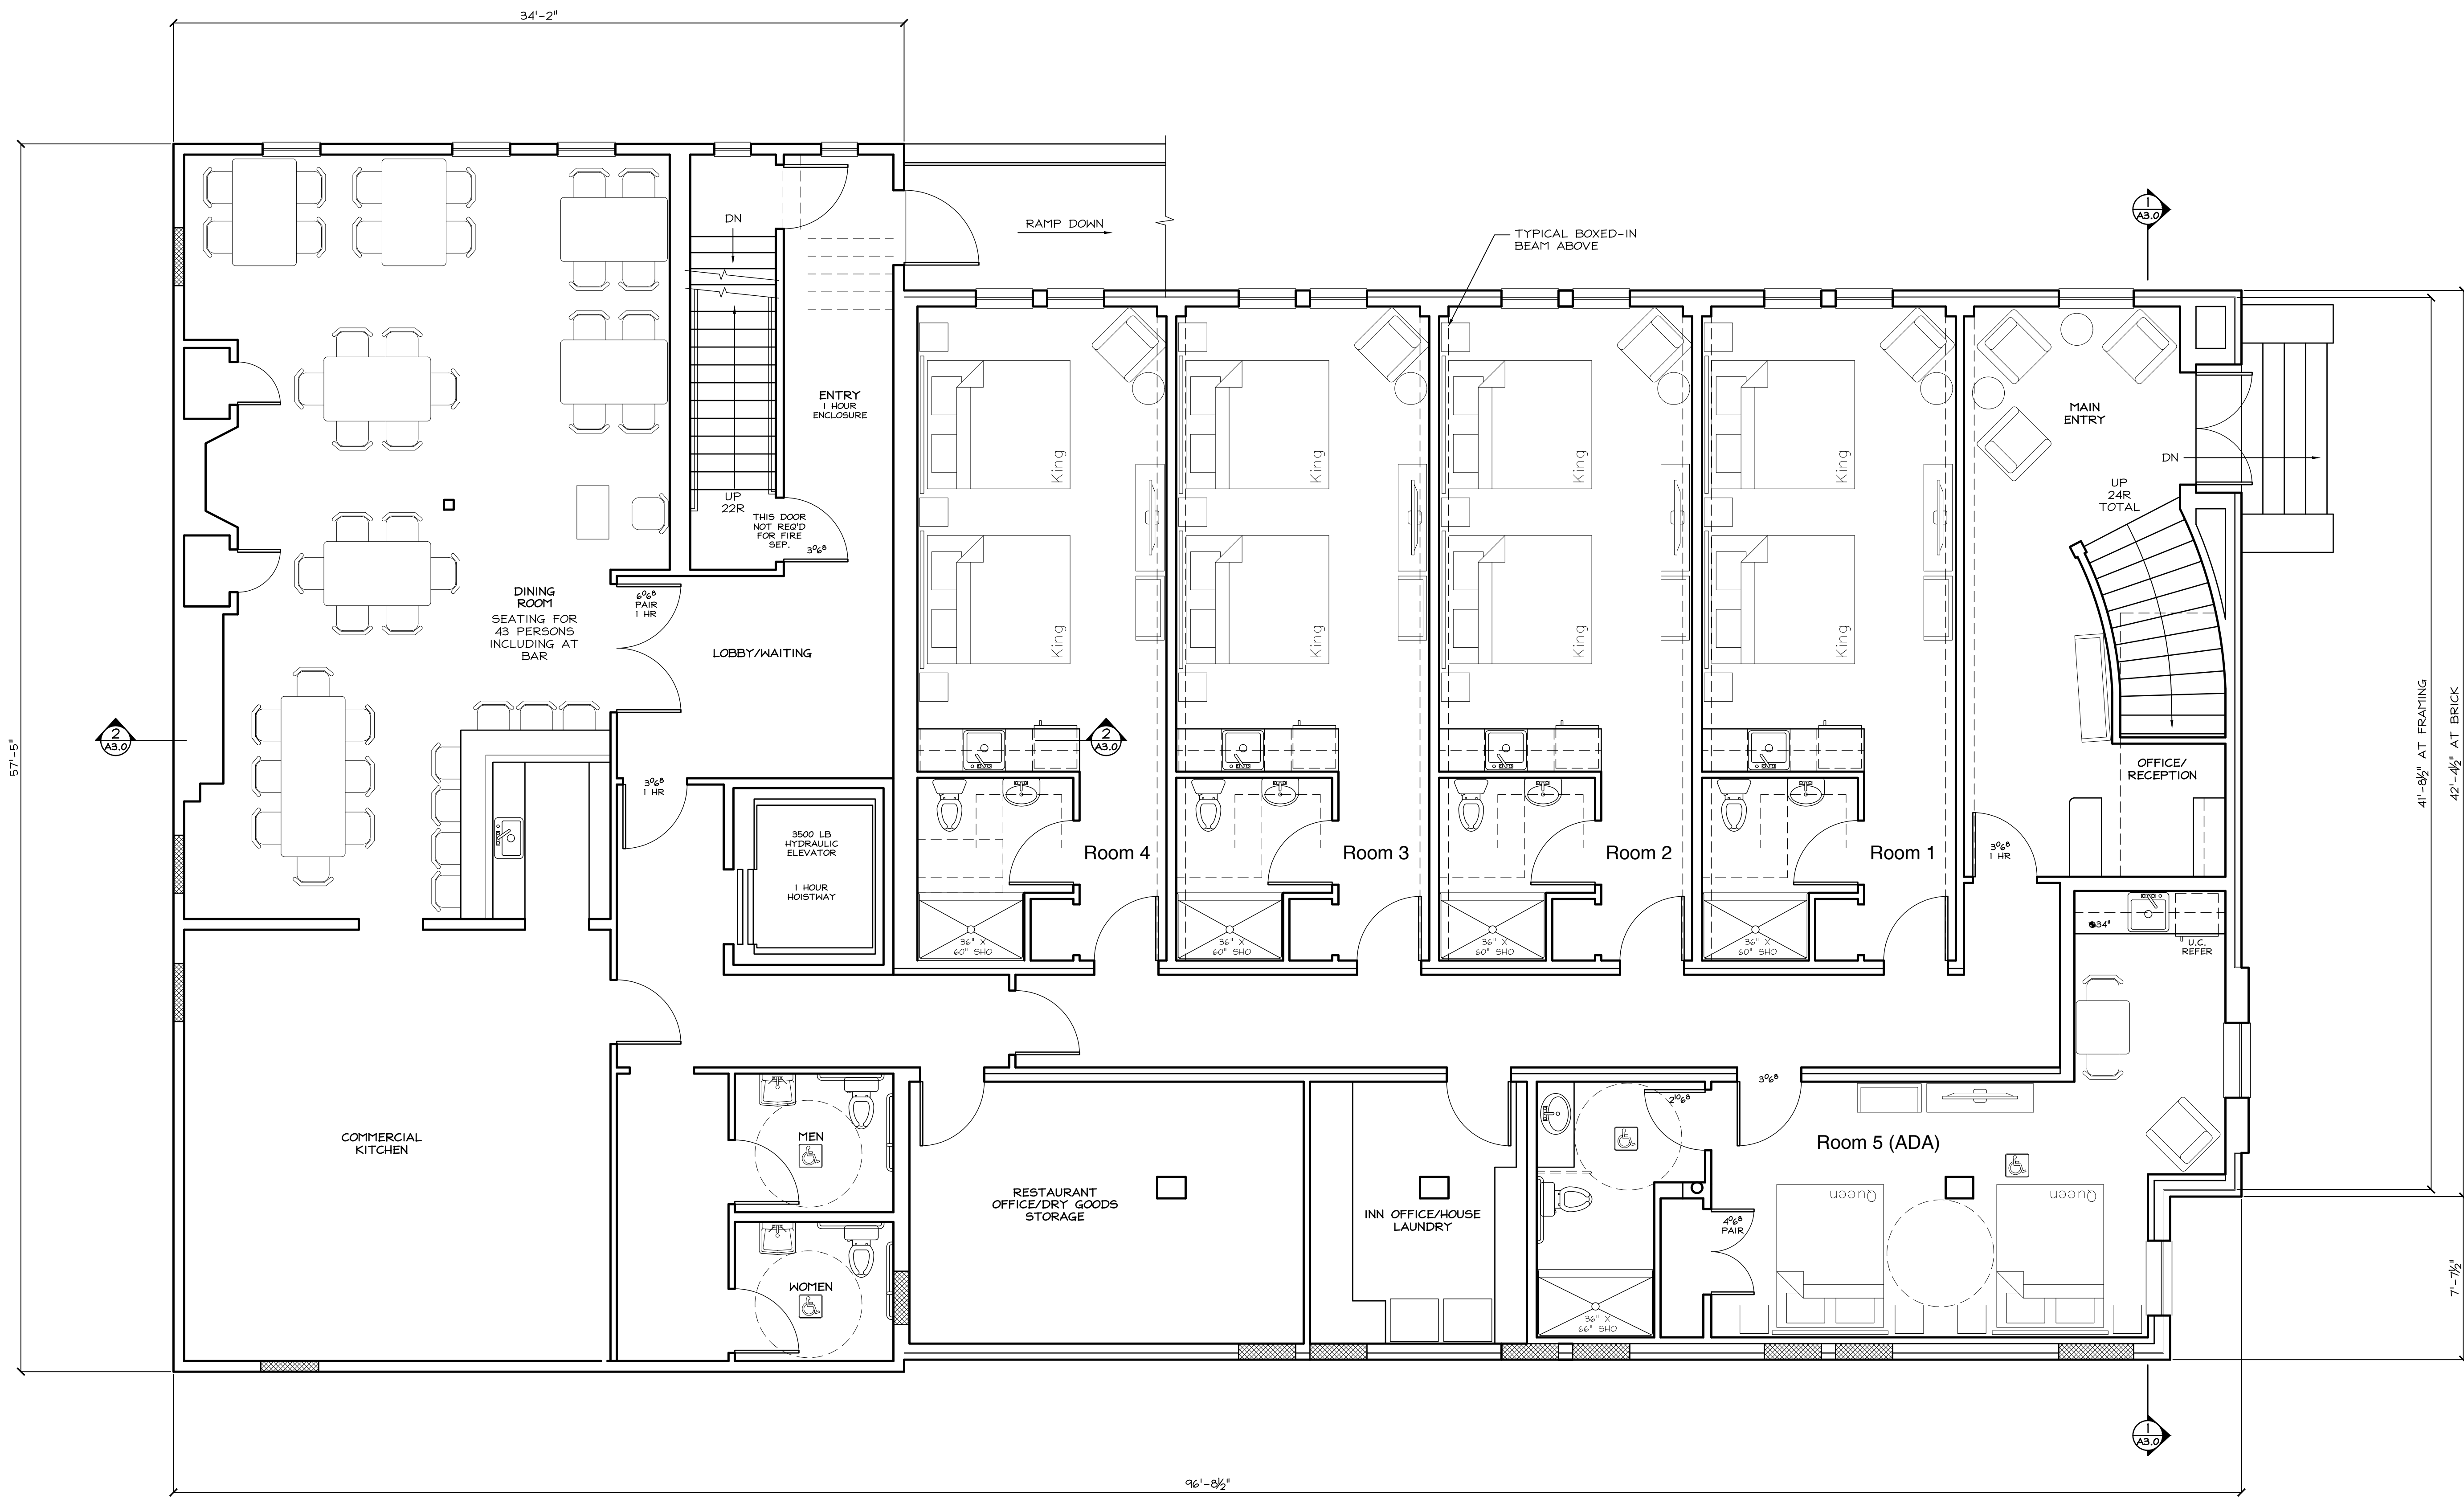 34'-2"
57'-5"
RAMP DOWN
TYPICAL BOXED-IN
BEAM ABOVE
1
A3.0
DN
UP
22R
ENTRY
1 HOUR
ENCLOSURE
THIS DOOR
NOT REQ'D
FOR FIRE
SEP.
3068
King
King
King
King
King
King
King
King
MAIN
ENTRY
DN
UP
24R
TOTAL
DINING
ROOM
SEATING FOR
43 PERSONS
INCLUDING AT
BAR
6068
PAIR
1 HR
LOBBY/WAITING
2
A3.0
2
A3.0
3068
1 HR
3500 LB
HYDRAULIC
ELEVATOR
1 HOUR
HOISTWAY
Room 4
Room 3
Room 2
Room 1
36" X
60" SHO
36" X
60" SHO
36" X
60" SHO
36" X
60" SHO
OFFICE/
RECEPTION
3068
1 HR
34"
U.C.
REFER
41'-8½" AT FRAMING
42'-4½" AT BRICK
COMMERCIAL
KITCHEN
MEN
WOMEN
RESTAURANT
OFFICE/DRY GOODS
STORAGE
INN OFFICE/HOUSE
LAUNDRY
21068
3068
Room 5 (ADA)
Queen
Queen
4068
PAIR
36" X
66" SHO
7'-7½"
1
A3.0
96'-8½"